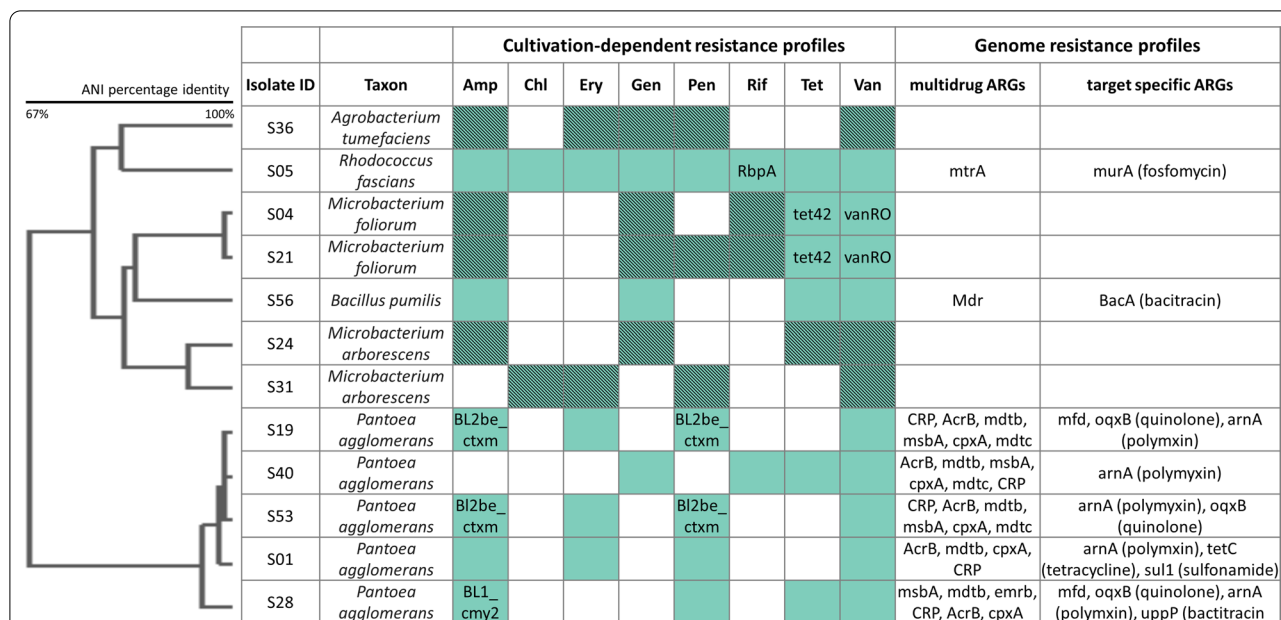 Cultivation-dependent resistance profiles Genome resistance profiles
ANI percentage identity
67% 100%
Isolate ID Taxon Amp Chl Ery Gen Pen Rif Tet Van multidrug ARGs target specific ARGs
S36 Agrobacterium
tumefaciens
S05 Rhodococcus
fascians RbpA mtrA murA (fosfomycin)
S04 Microbacterium
foliorum tet42 vanRO
S21 Microbacterium
foliorum tet42 vanRO
S56 Bacillus pumilis Mdr BacA (bacitracin)
S24 Microbacterium
arborescens
S31 Microbacterium
arborescens
S19 Pantoea BL2be_ BL2be_ CRP, AcrB, mdtb, mfd, oqxB (quinolone), arnA
agglomerans ctxm ctxm msbA, cpxA, mdtc (polymxin)
S40 Pantoea AcrB, mdtb, msbA,
agglomerans cpxA, mdtc, CRP arnA (polymyxin)
S53 Pantoea Bl2be_ Bl2be_ CRP, AcrB, mdtb, arnA (polymyxin), oqxB
agglomerans ctxm ctxm msbA, cpxA, mdtc (quinolone)
S01 Pantoea AcrB, mdtb, cpxA, arnA (polymxin), tetC
agglomerans CRP (tetracycline), sul1 (sulfonamide)
S28 Pantoea BL1_ msbA, mdtb, emrb, mfd, oqxB (quinolone), arnA
agglomerans cmy2 CRP, AcrB, cpxA (polymxin), uppP (bactitracin